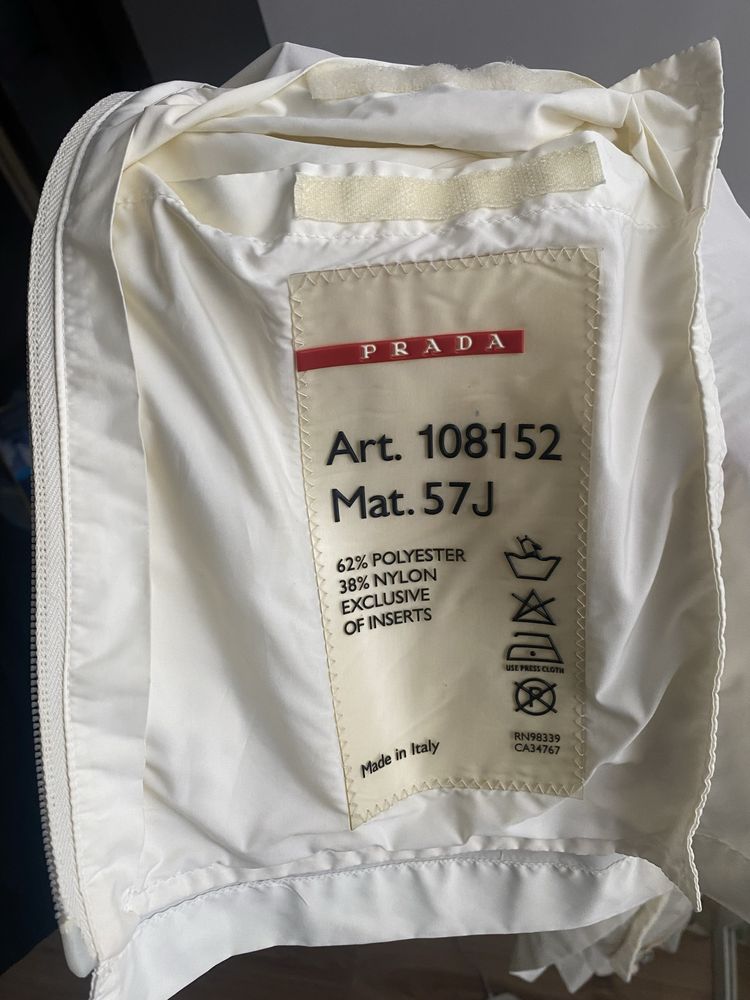 PRADA
Art. 108152
Mat. 57J
62% POLYESTER
38% NYLON
EXCLUSIVE
OF INSERTS
USE PRESS CLOTH
P
RN98339
CA34767
Made in Italy